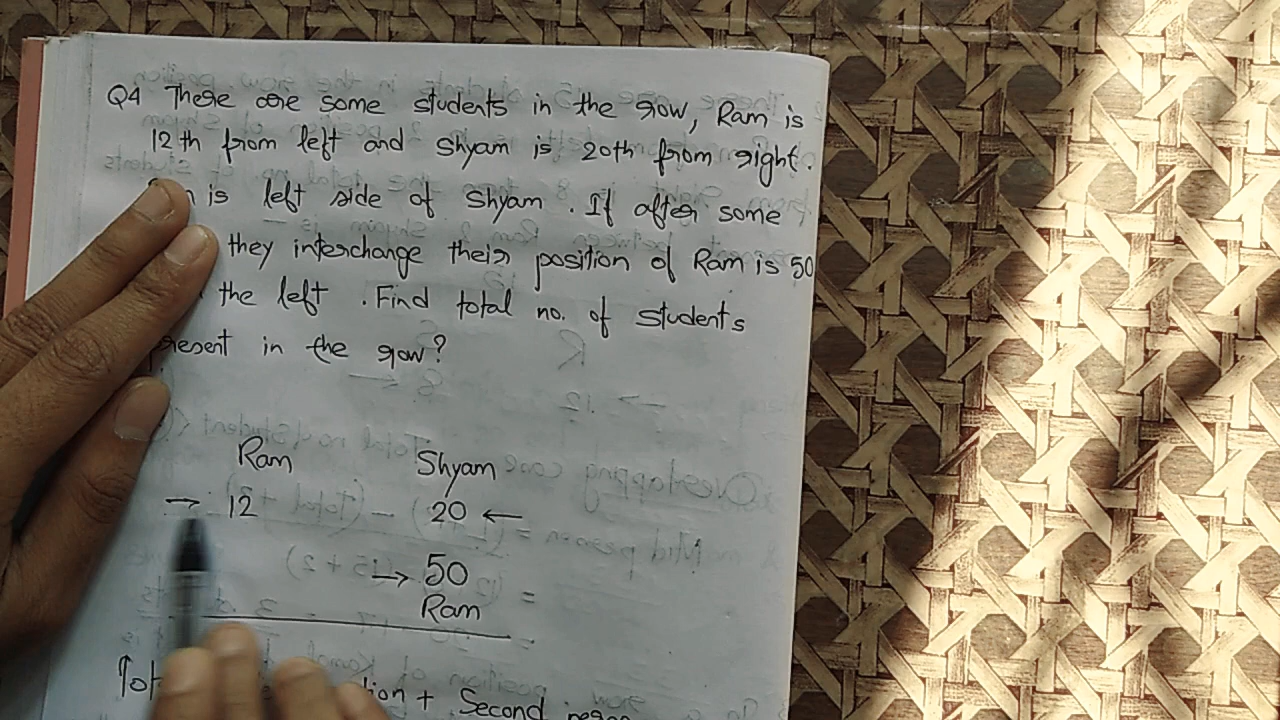 Q4 There are some students in the row, Ram is
12th from left and Shyam is 20th from right.
is left side of Shyam . If after some
they interchange their position of Ram is 50
the left . Find total no. of students
in the row?
Ram Shyam
→ 12 20 ←
→ 50
Ram =
+ Second